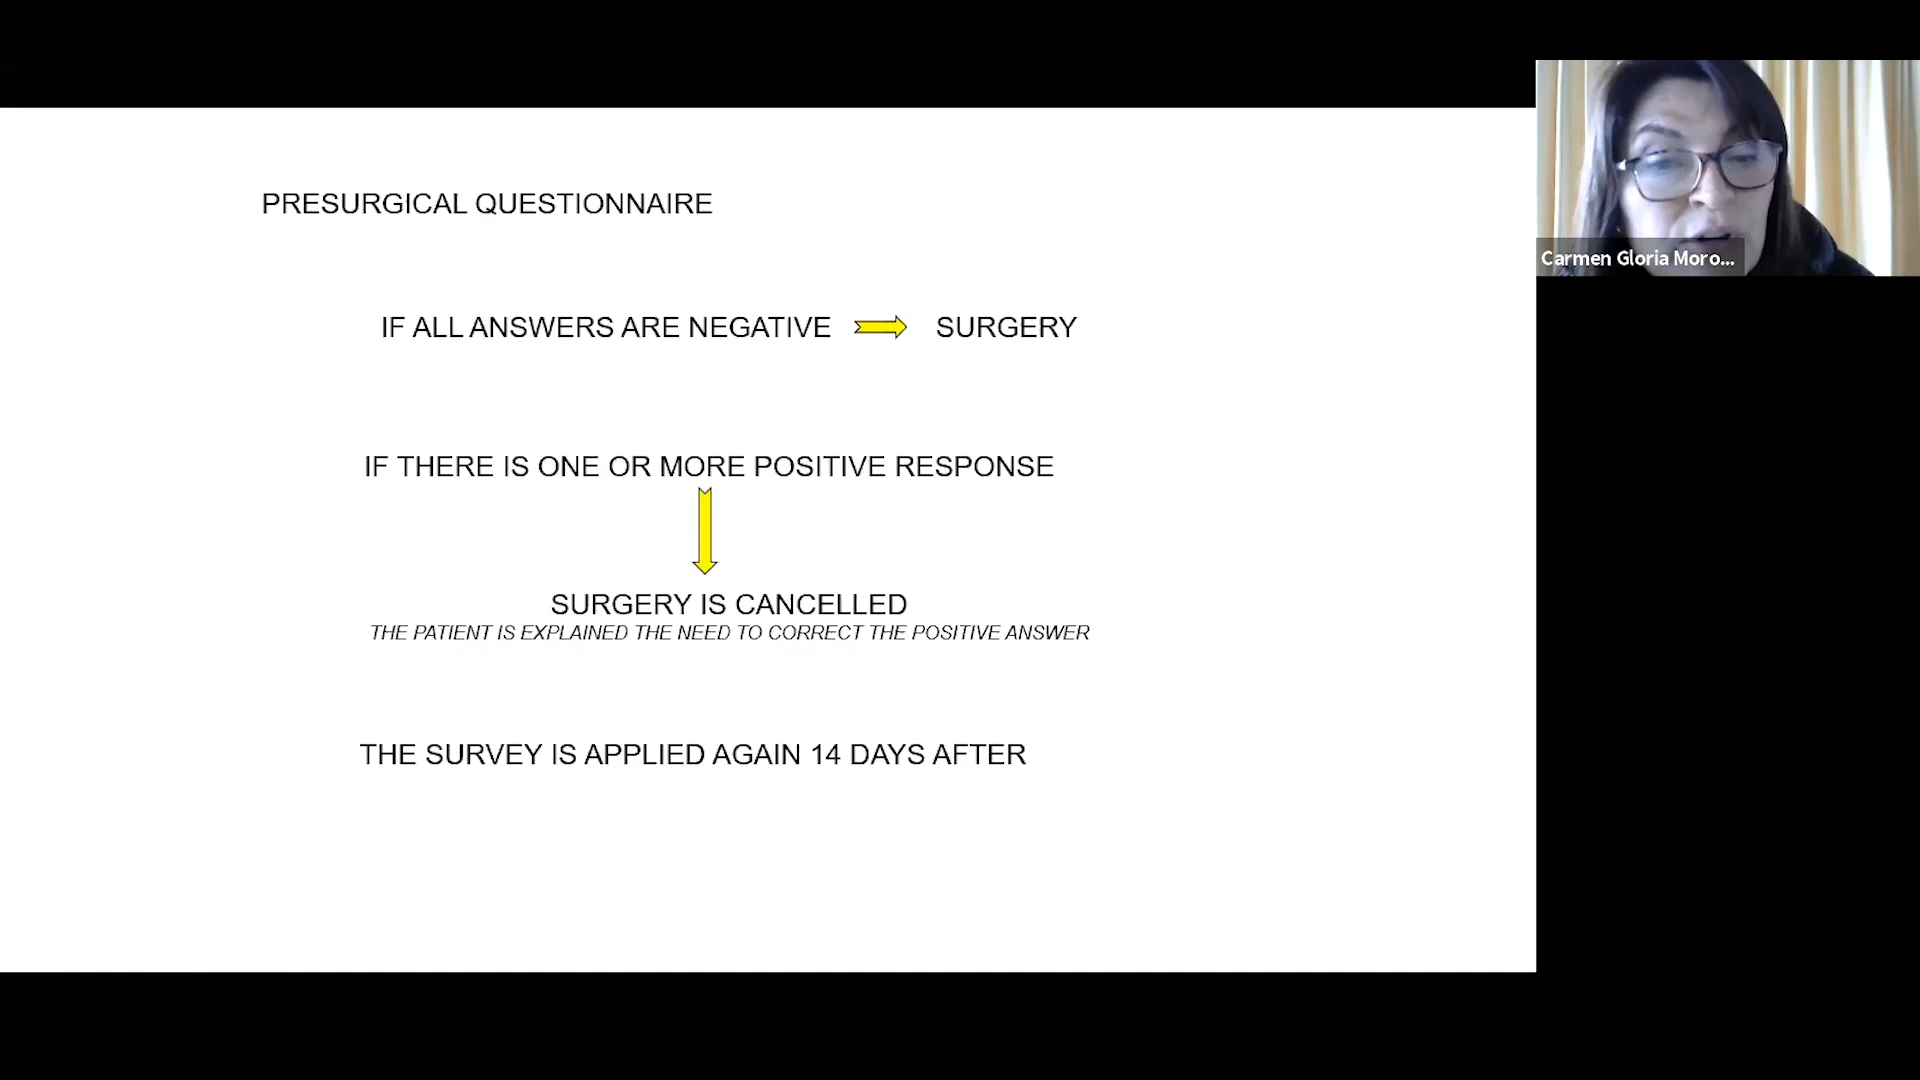 PRESURGICAL QUESTIONNAIRE
IF ALL ANSWERS ARE NEGATIVE SURGERY
IF THERE IS ONE OR MORE POSITIVE RESPONSE
SURGERY IS CANCELLED
THE PATIENT IS EXPLAINED THE NEED TO CORRECT THE POSITIVE ANSWER
THE SURVEY IS APPLIED AGAIN 14 DAYS AFTER
Carmen Gloria Moro...